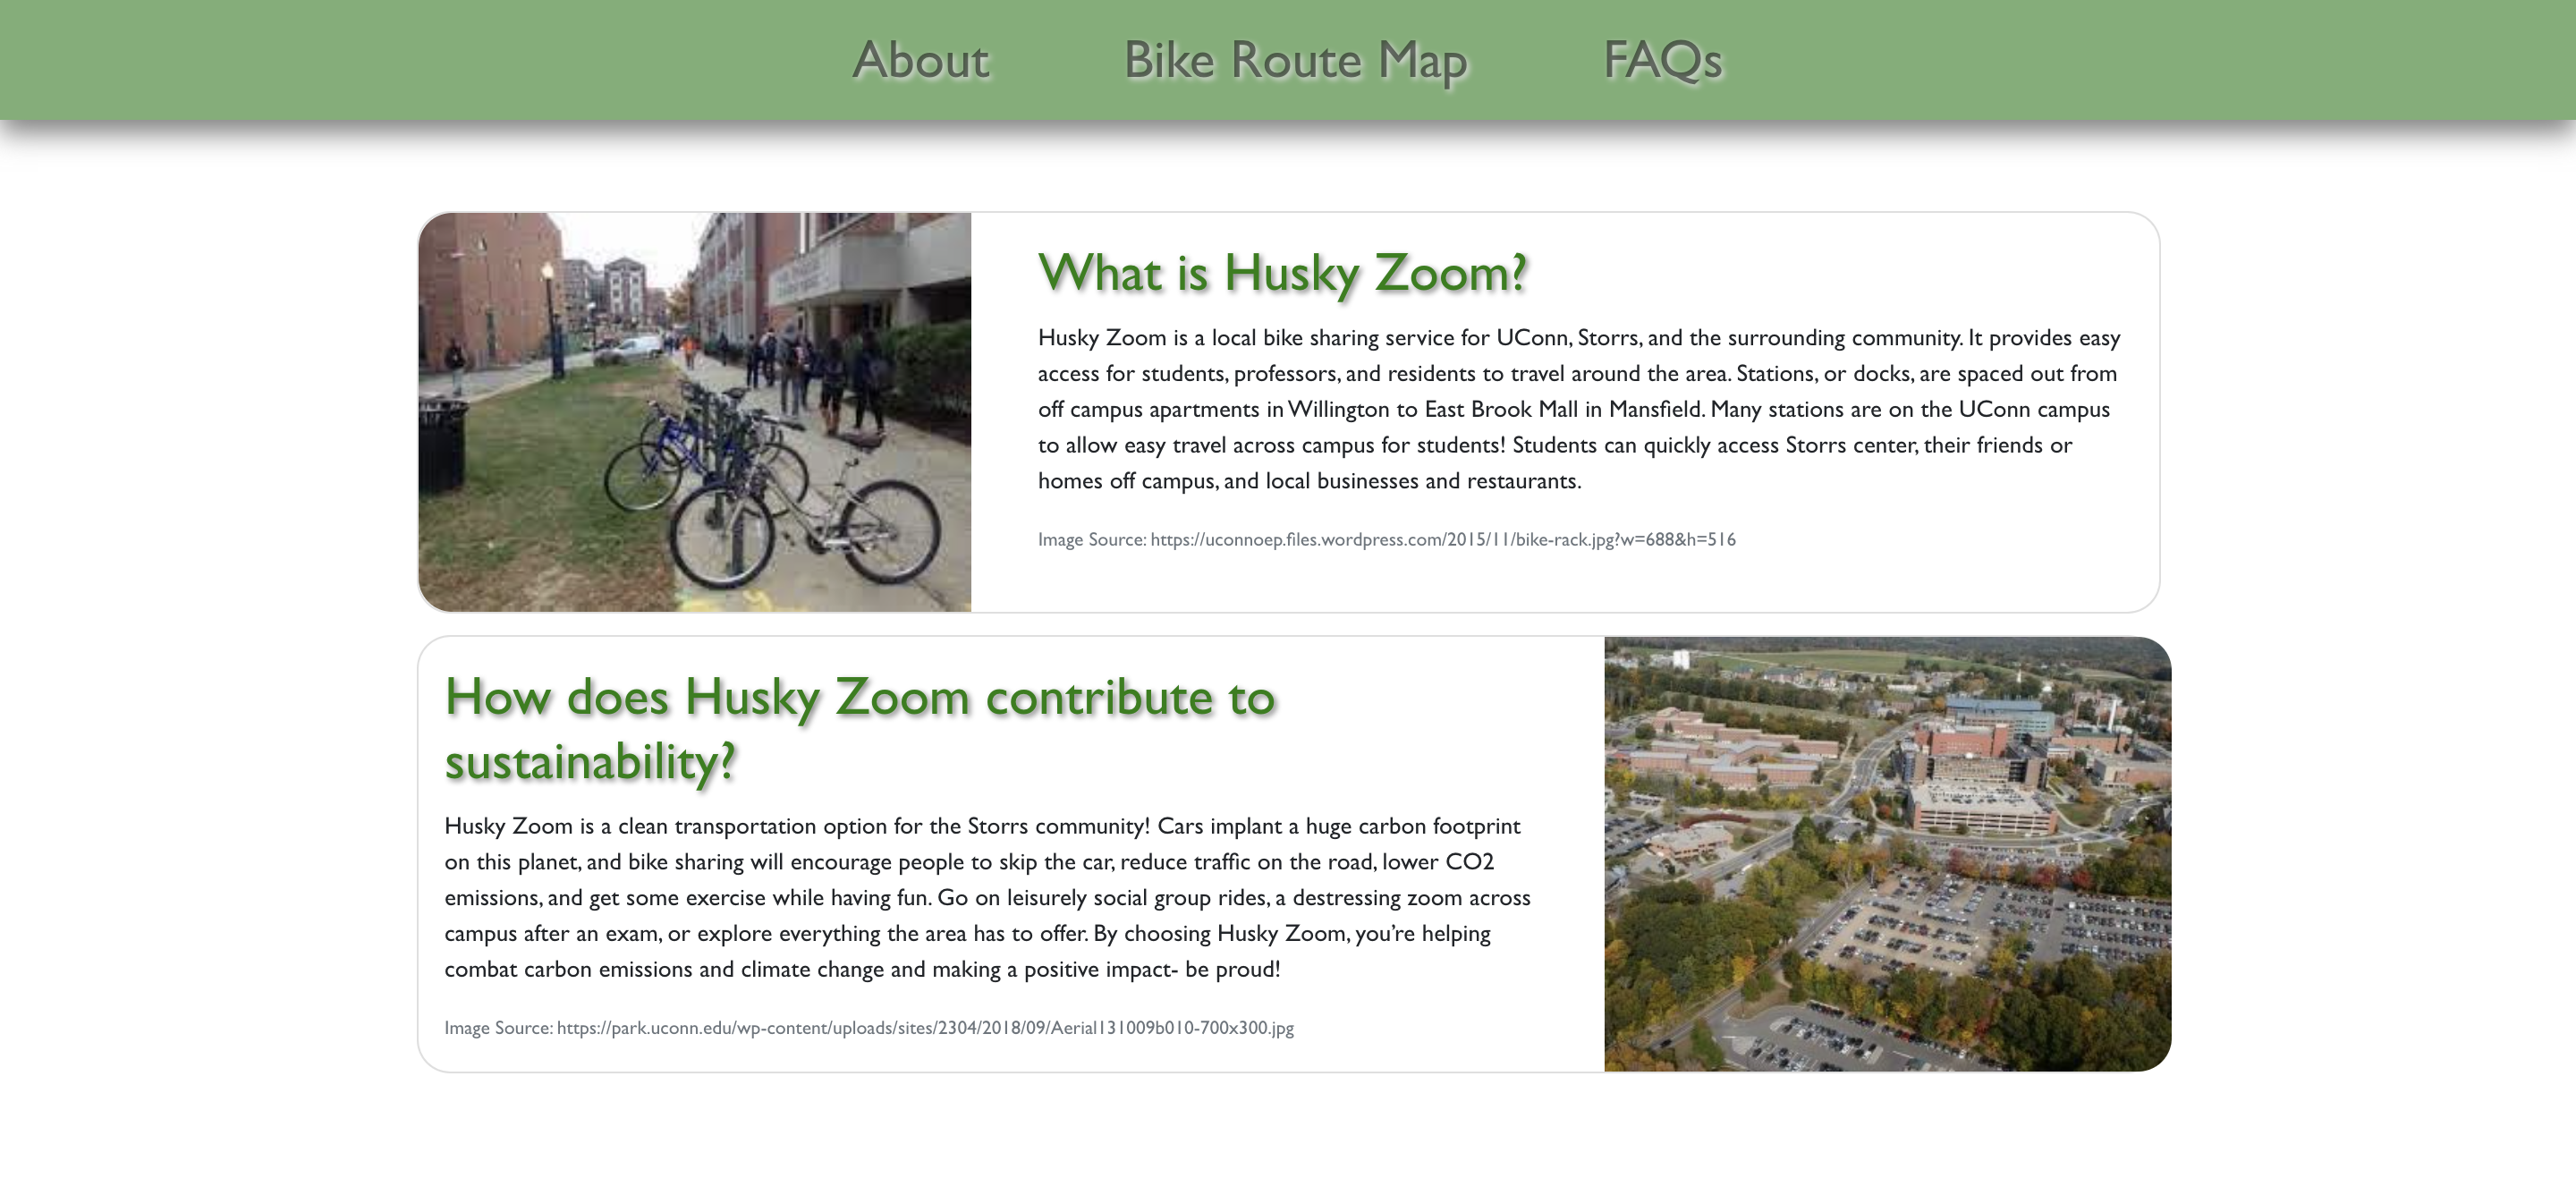 About Bike Route Map FAQs
What is Husky Zoom?
Husky Zoom is a local bike sharing service for UConn, Storrs, and the surrounding community. It provides easy
access for students, professors, and residents to travel around the area. Stations, or docks, are spaced out from
off campus apartments in Willington to East Brook Mall in Mansfield. Many stations are on the UConn campus
to allow easy travel across campus for students! Students can quickly access Storrs center, their friends or
homes off campus, and local businesses and restaurants.
Image Source: https://uconnoep.files.wordpress.com/2015/11/bike-rack.jpg?w=688&h=516
How does Husky Zoom contribute to
sustainability?
Husky Zoom is a clean transportation option for the Storrs community! Cars implant a huge carbon footprint
on this planet, and bike sharing will encourage people to skip the car, reduce traffic on the road, lower CO2
emissions, and get some exercise while having fun. Go on leisurely social group rides, a destressing zoom across
campus after an exam, or explore everything the area has to offer. By choosing Husky Zoom, you’re helping
combat carbon emissions and climate change and making a positive impact- be proud!
Image Source: https://park.uconn.edu/wp-content/uploads/sites/2304/2018/09/Aerial131009b010-700x300.jpg